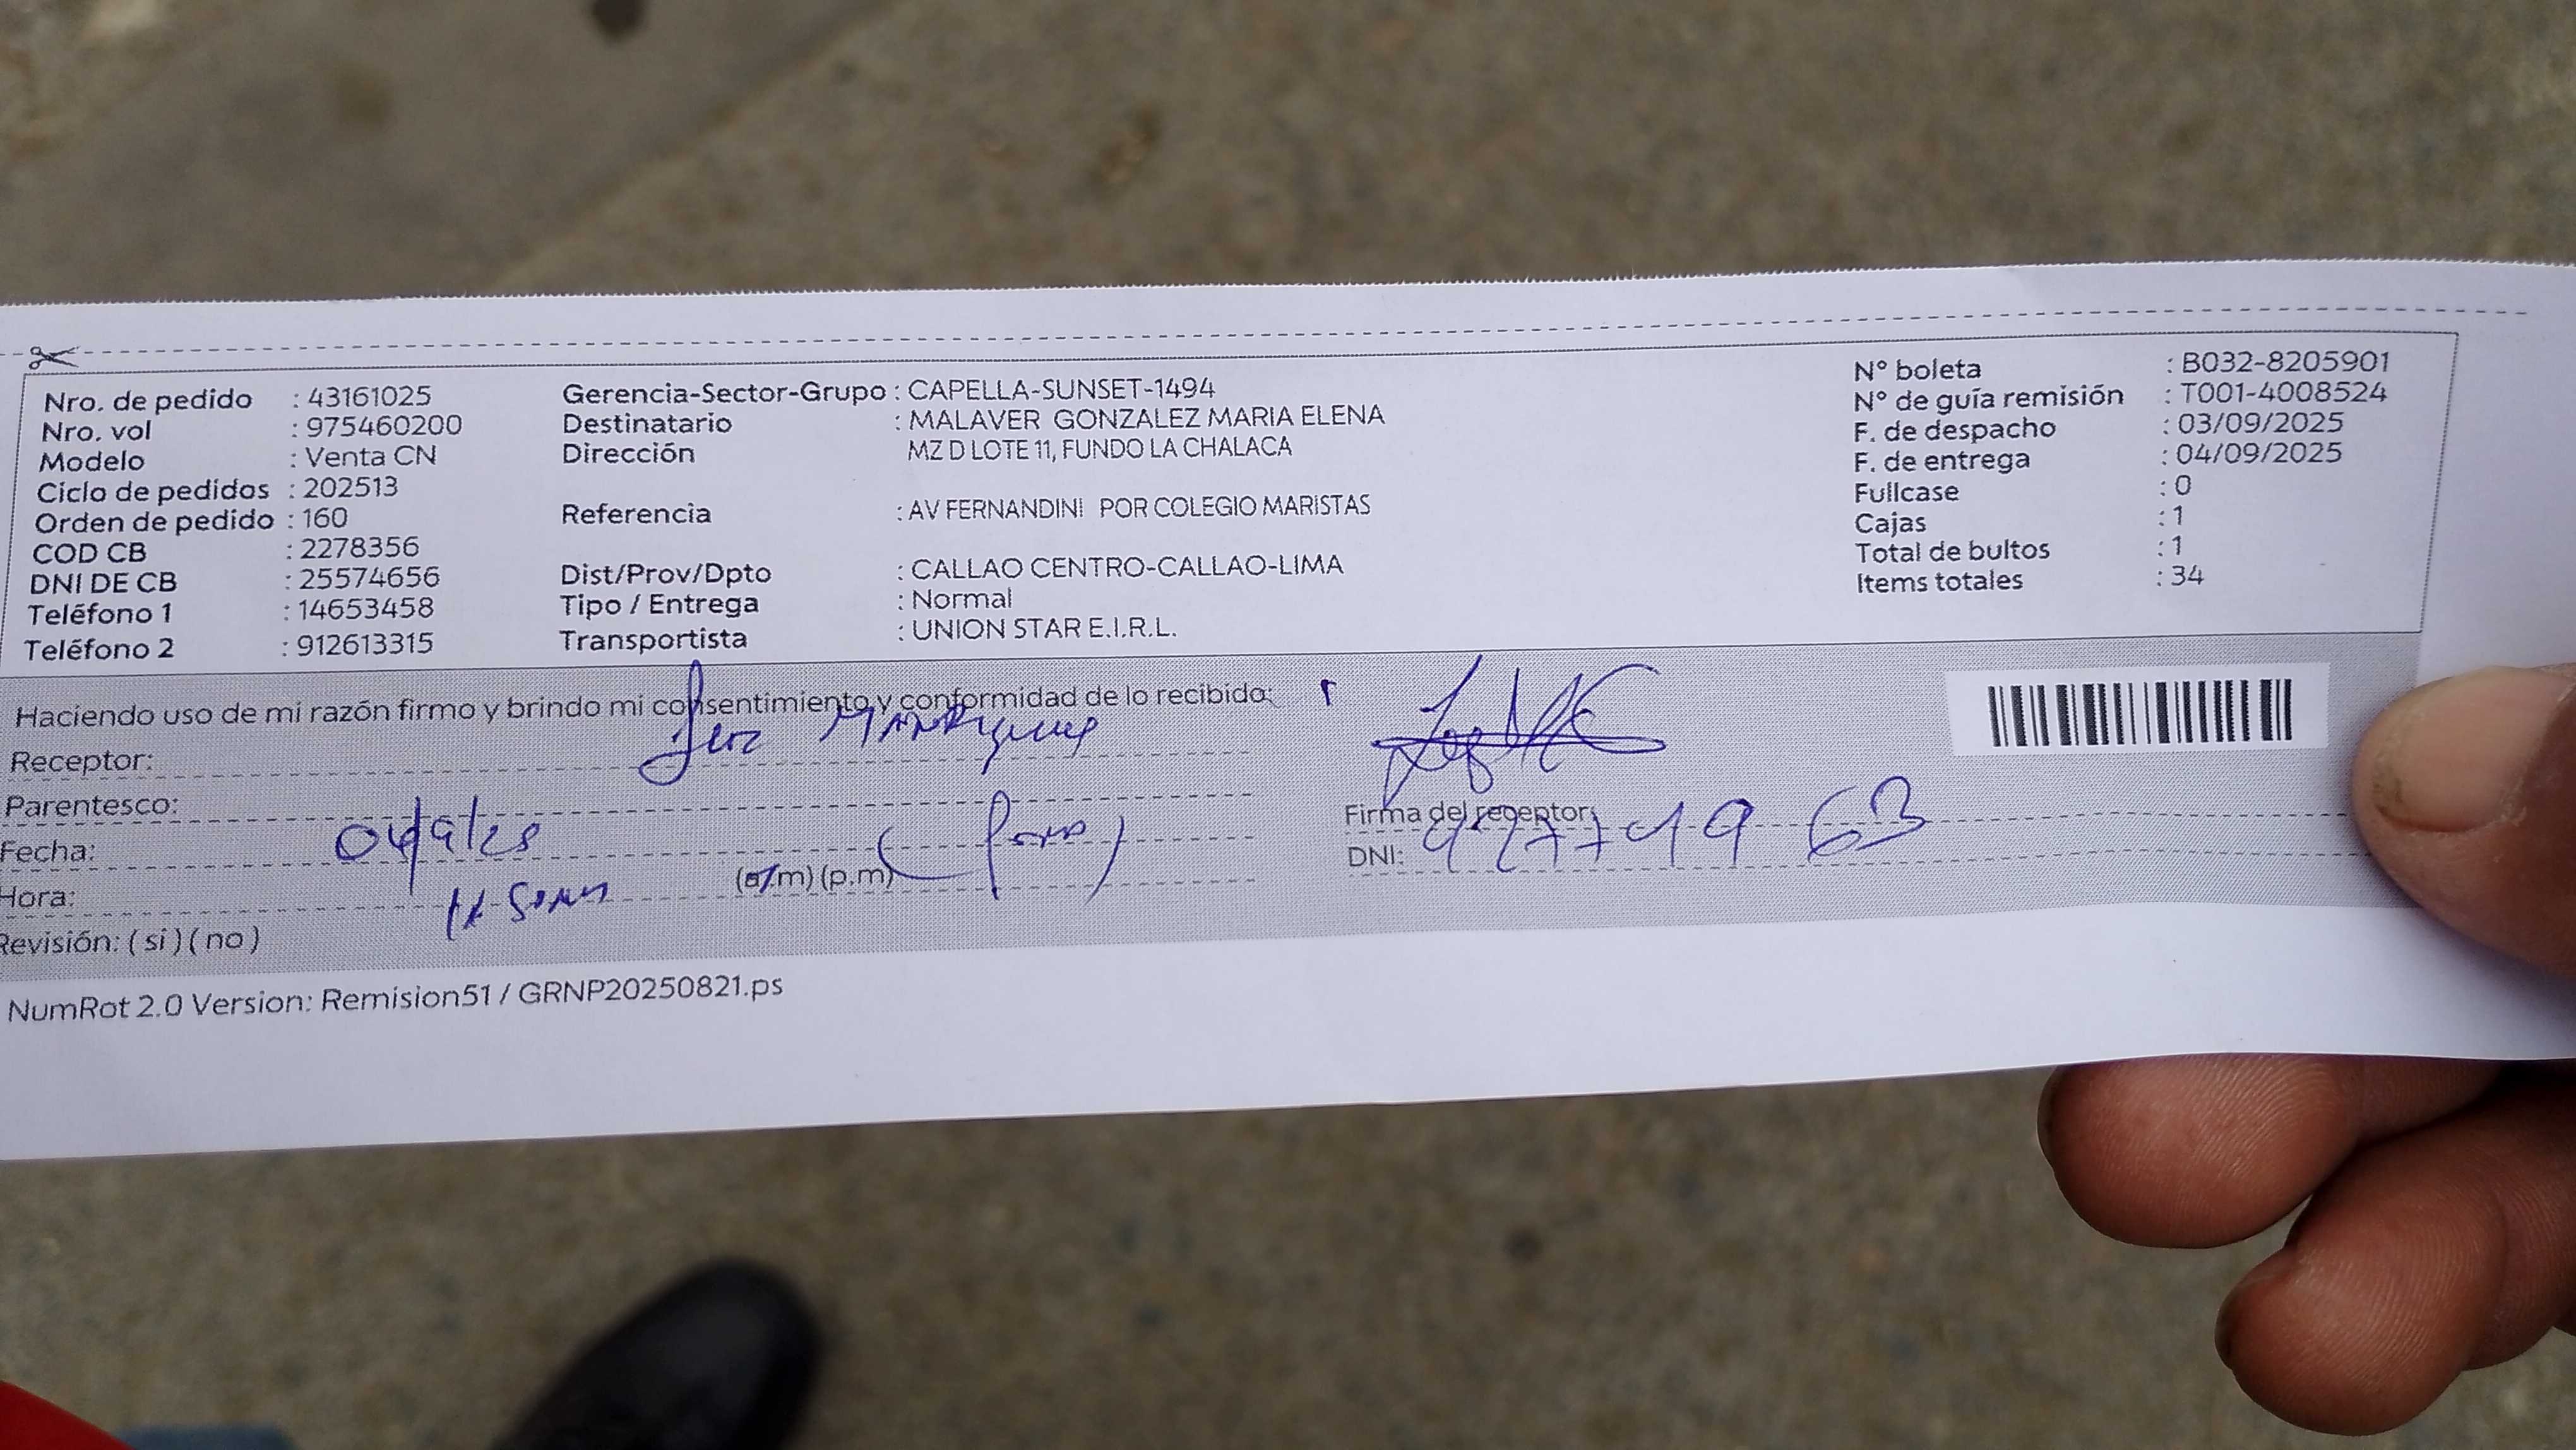 Nro. de pedido : 43161025
Nro. vol : 975460200
Modelo : Venta CN
Ciclo de pedidos : 202513
Orden de pedido : 160
COD CB : 2278356
DNI DE CB : 25574656
Teléfono 1 : 14653458
Teléfono 2 : 912613315
Gerencia-Sector-Grupo : CAPELLA-SUNSET-1494
Destinatario : MALAVER GONZALEZ MARIA ELENA
Dirección MZ D LOTE 11, FUNDO LA CHALACA
Referencia : AV FERNANDINI POR COLEGIO MARISTAS
Dist/Prov/Dpto : CALLAO CENTRO-CALLAO-LIMA
Tipo / Entrega : Normal
Transportista : UNION STAR E.I.R.L.
N° boleta : B032-8205901
N° de guía remisión : T001-4008524
F. de despacho : 03/09/2025
F. de entrega : 04/09/2025
Fullcase : 0
Cajas : 1
Total de bultos : 1
Items totales : 34
Haciendo uso de mi razón firmo y brindo mi consentimiento y conformidad de lo recibido:
Receptor:
Parentesco:
Fecha:
Hora: (a.m) (p.m)
Revisión: ( si ) ( no )
Firma del receptor:
DNI:
NumRot 2.0 Version: Remision51 / GRNP20250821.ps